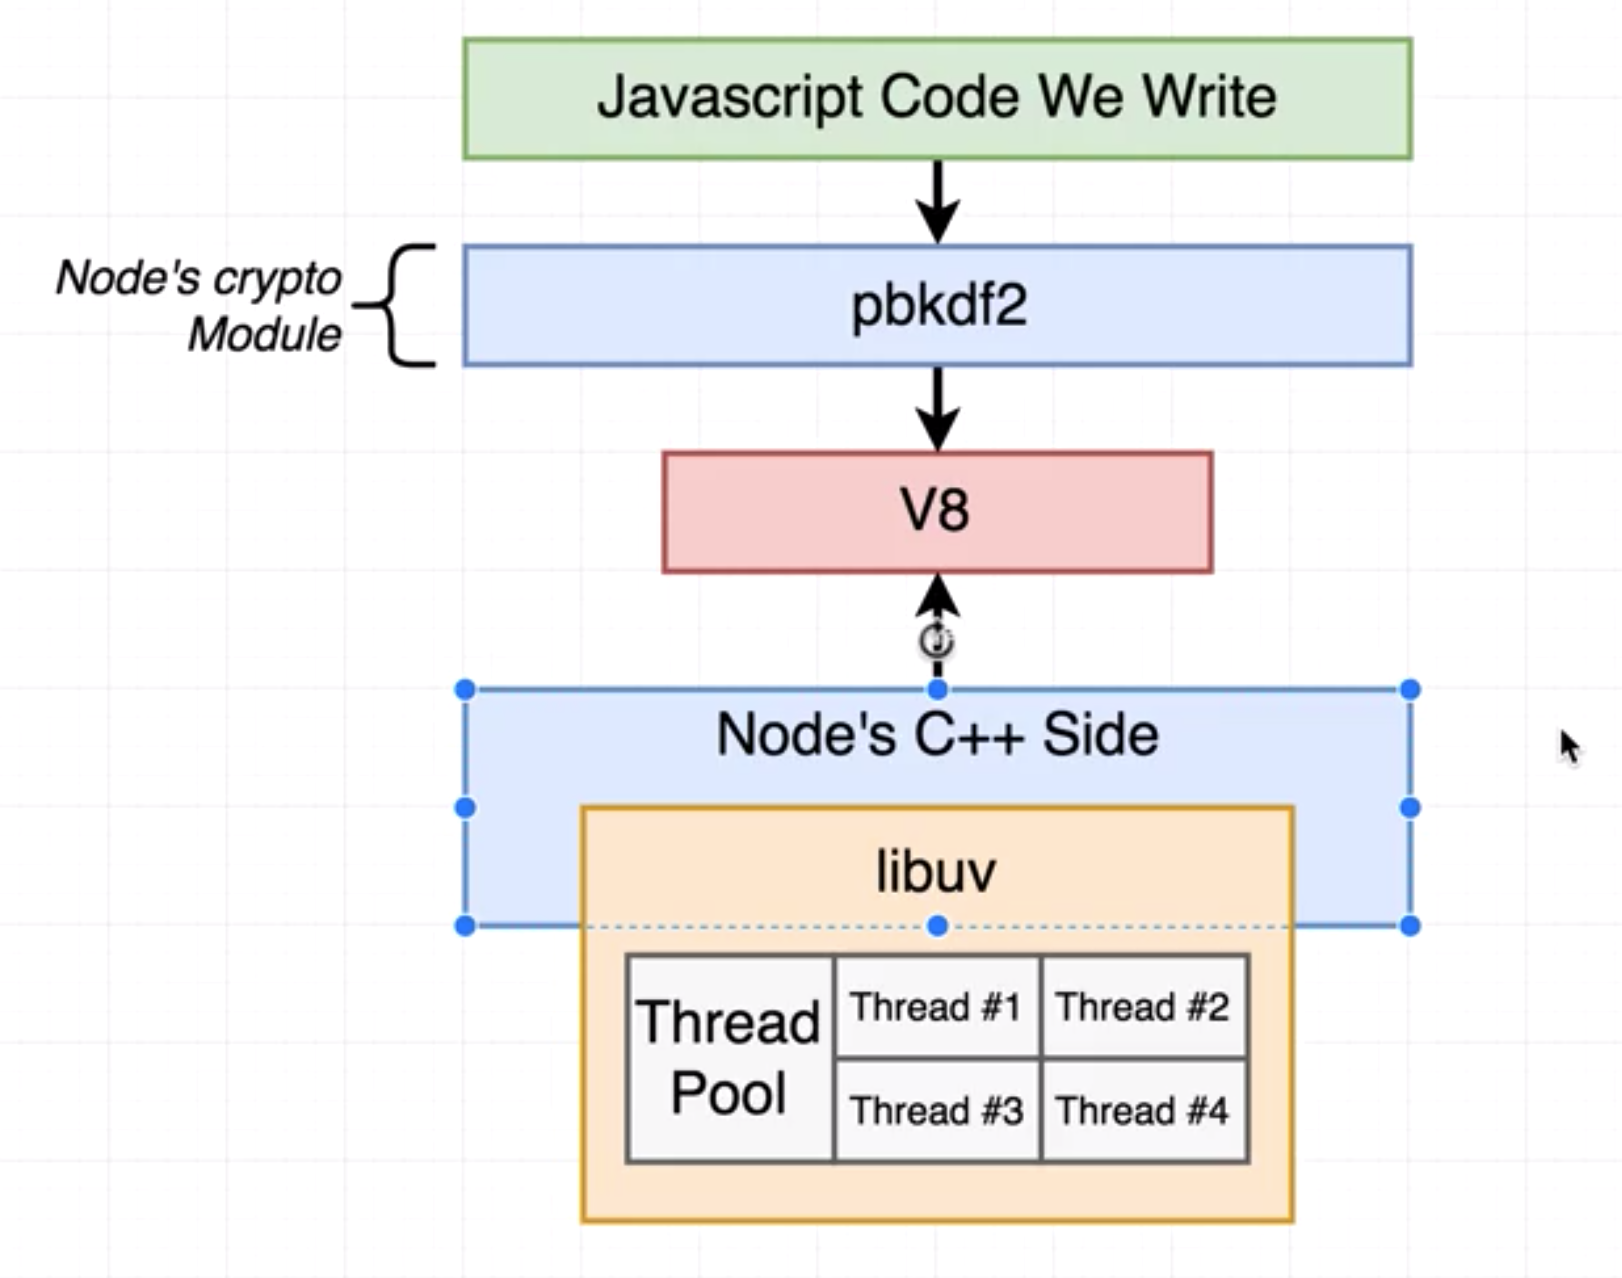 Javascript Code We Write
Node's crypto
Module
pbkdf2
V8
Node's C++ Side
libuv
Thread
Pool
Thread #1
Thread #2
Thread #3
Thread #4